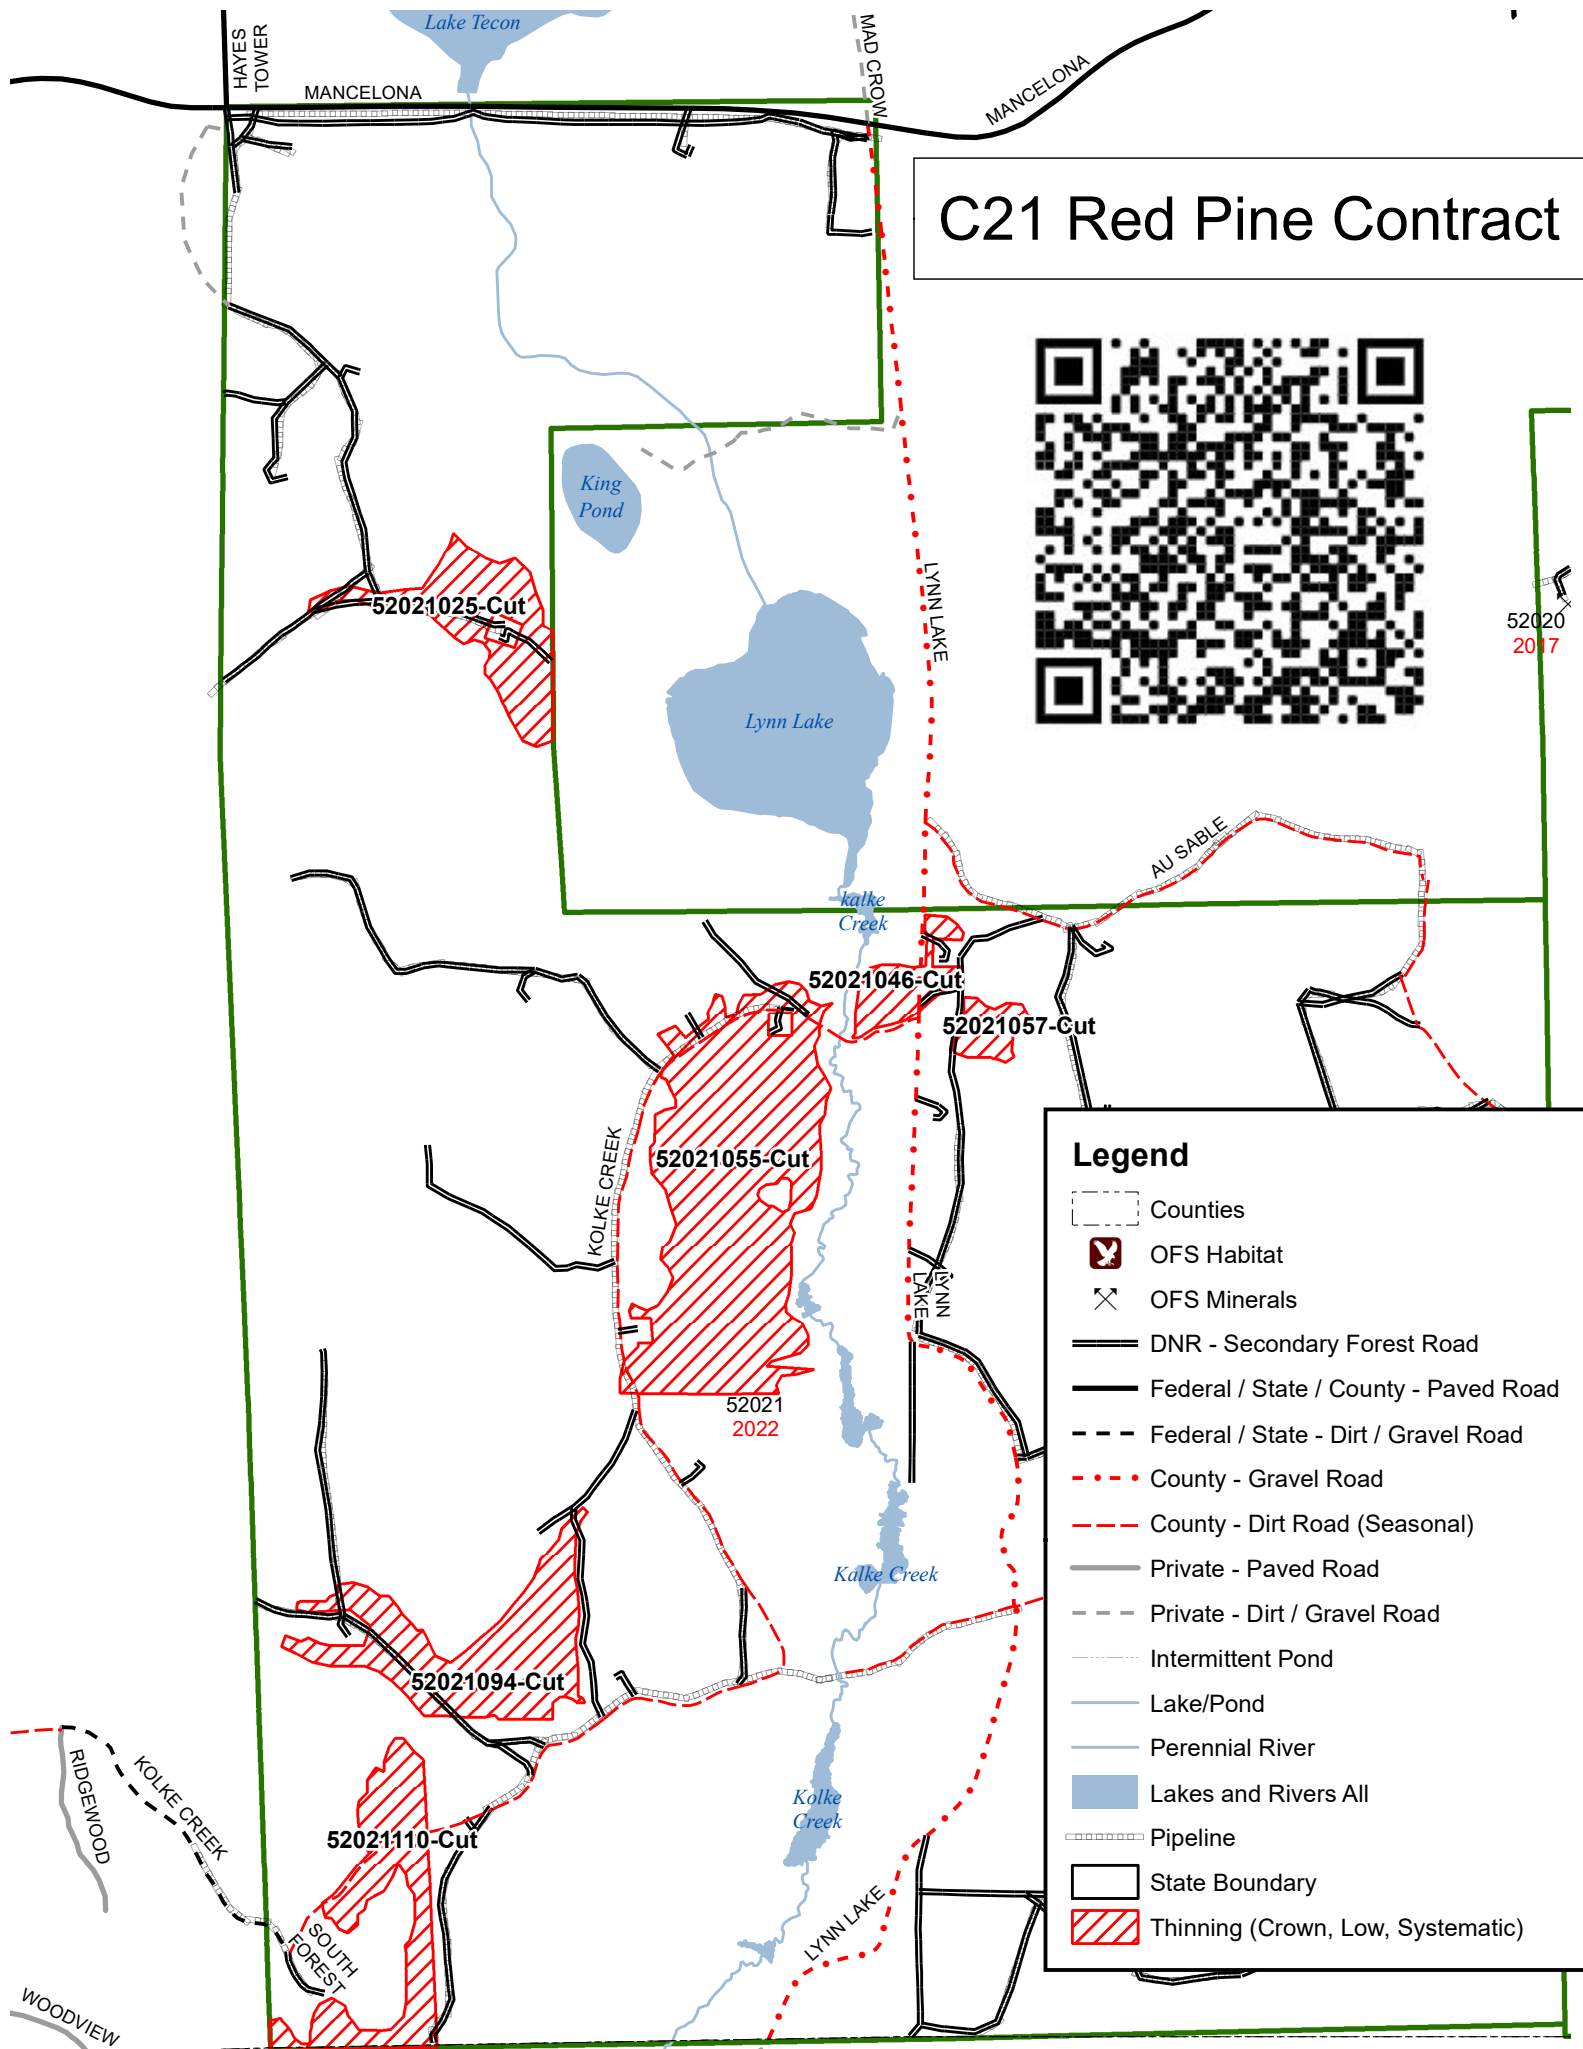 Lake Tecon
HAYES
TOWER
MANCELONA
MAD CROW
MANCELONA
C21 Red Pine Contract
King
Pond
LYNN LAKE
52021025-Cut
52020
2017
Lynn Lake
AU SABLE
kalke
Creek
52021046-Cut
52021057-Cut
KOLKE CREEK
52021055-Cut
LYNN
LAKE
52021
2022
Kalke Creek
52021094-Cut
RIDGEWOOD
KOLKE CREEK
Kolke
Creek
52021110-Cut
LYNN LAKE
SOUTH
FOREST
WOODVIEW
Legend
Counties
OFS Habitat
OFS Minerals
DNR - Secondary Forest Road
Federal / State / County - Paved Road
Federal / State - Dirt / Gravel Road
County - Gravel Road
County - Dirt Road (Seasonal)
Private - Paved Road
Private - Dirt / Gravel Road
Intermittent Pond
Lake/Pond
Perennial River
Lakes and Rivers All
Pipeline
State Boundary
Thinning (Crown, Low, Systematic)